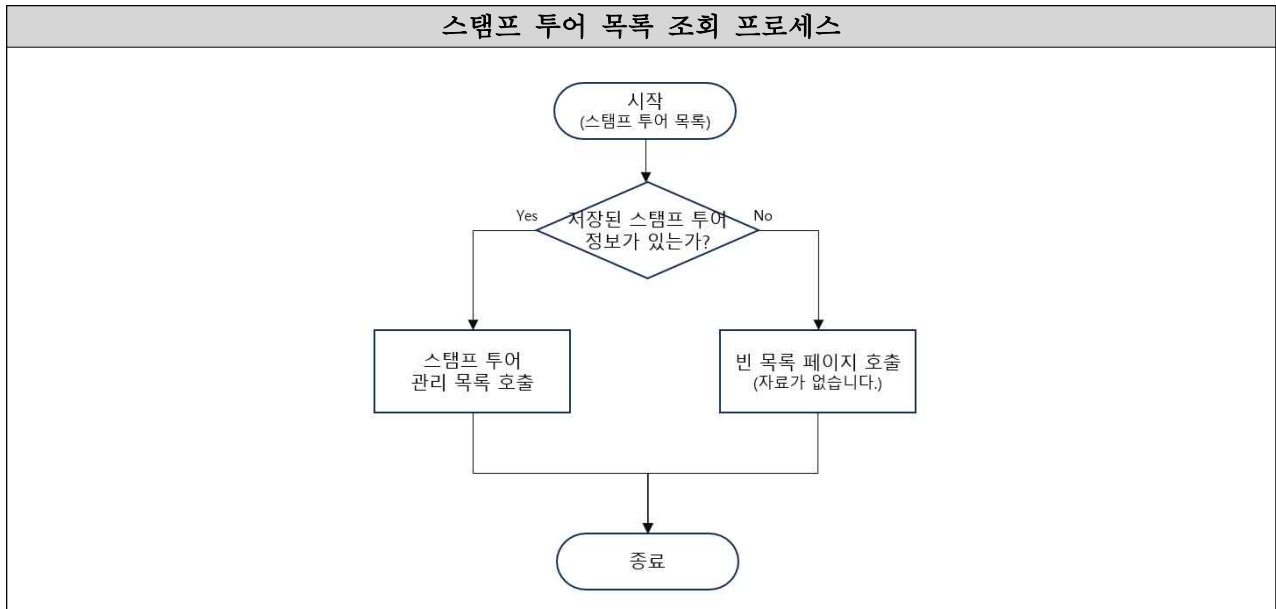 스탬프 투어 목록 조회 프로세스
시작
(스탬프 투어 목록)
Yes
저장된 스탬프 투어
정보가 있는가?
No
스탬프 투어
관리 목록 호출
빈 목록 페이지 호출
(자료가 없습니다.)
종료